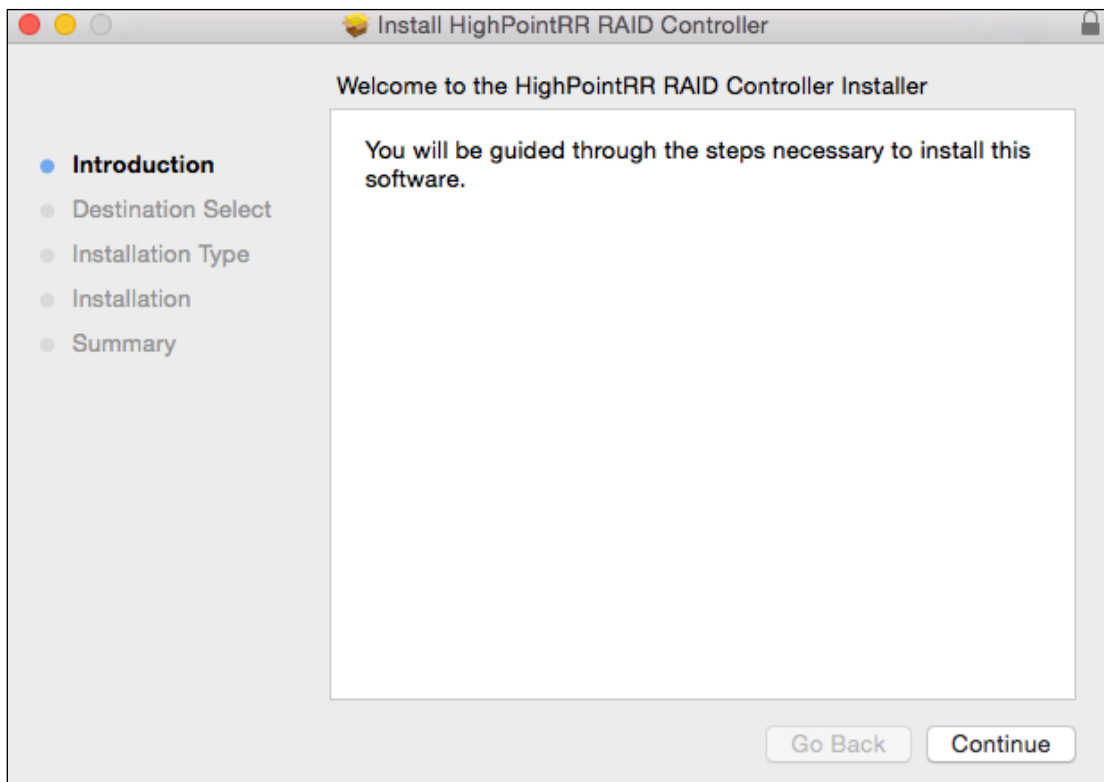 Install HighPointRR RAID Controller
Welcome to the HighPointRR RAID Controller Installer
Introduction
Destination Select
Installation Type
Installation
Summary
You will be guided through the steps necessary to install this
software.
Go Back
Continue